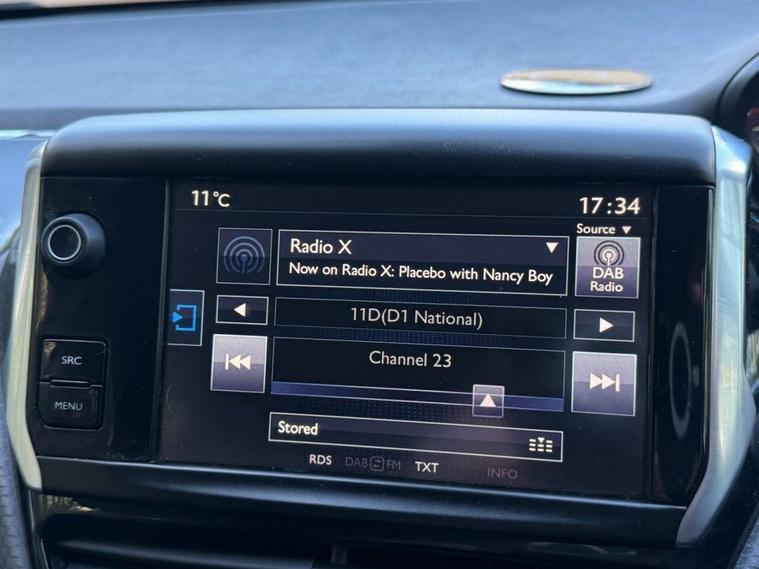 11°C
17:34
Source ▼
Radio X ▼
Now on Radio X: Placebo with Nancy Boy
DAB
Radio
11D(D1 National)
SRC
Channel 23
MENU
Stored
RDS DAB FM TXT INFO